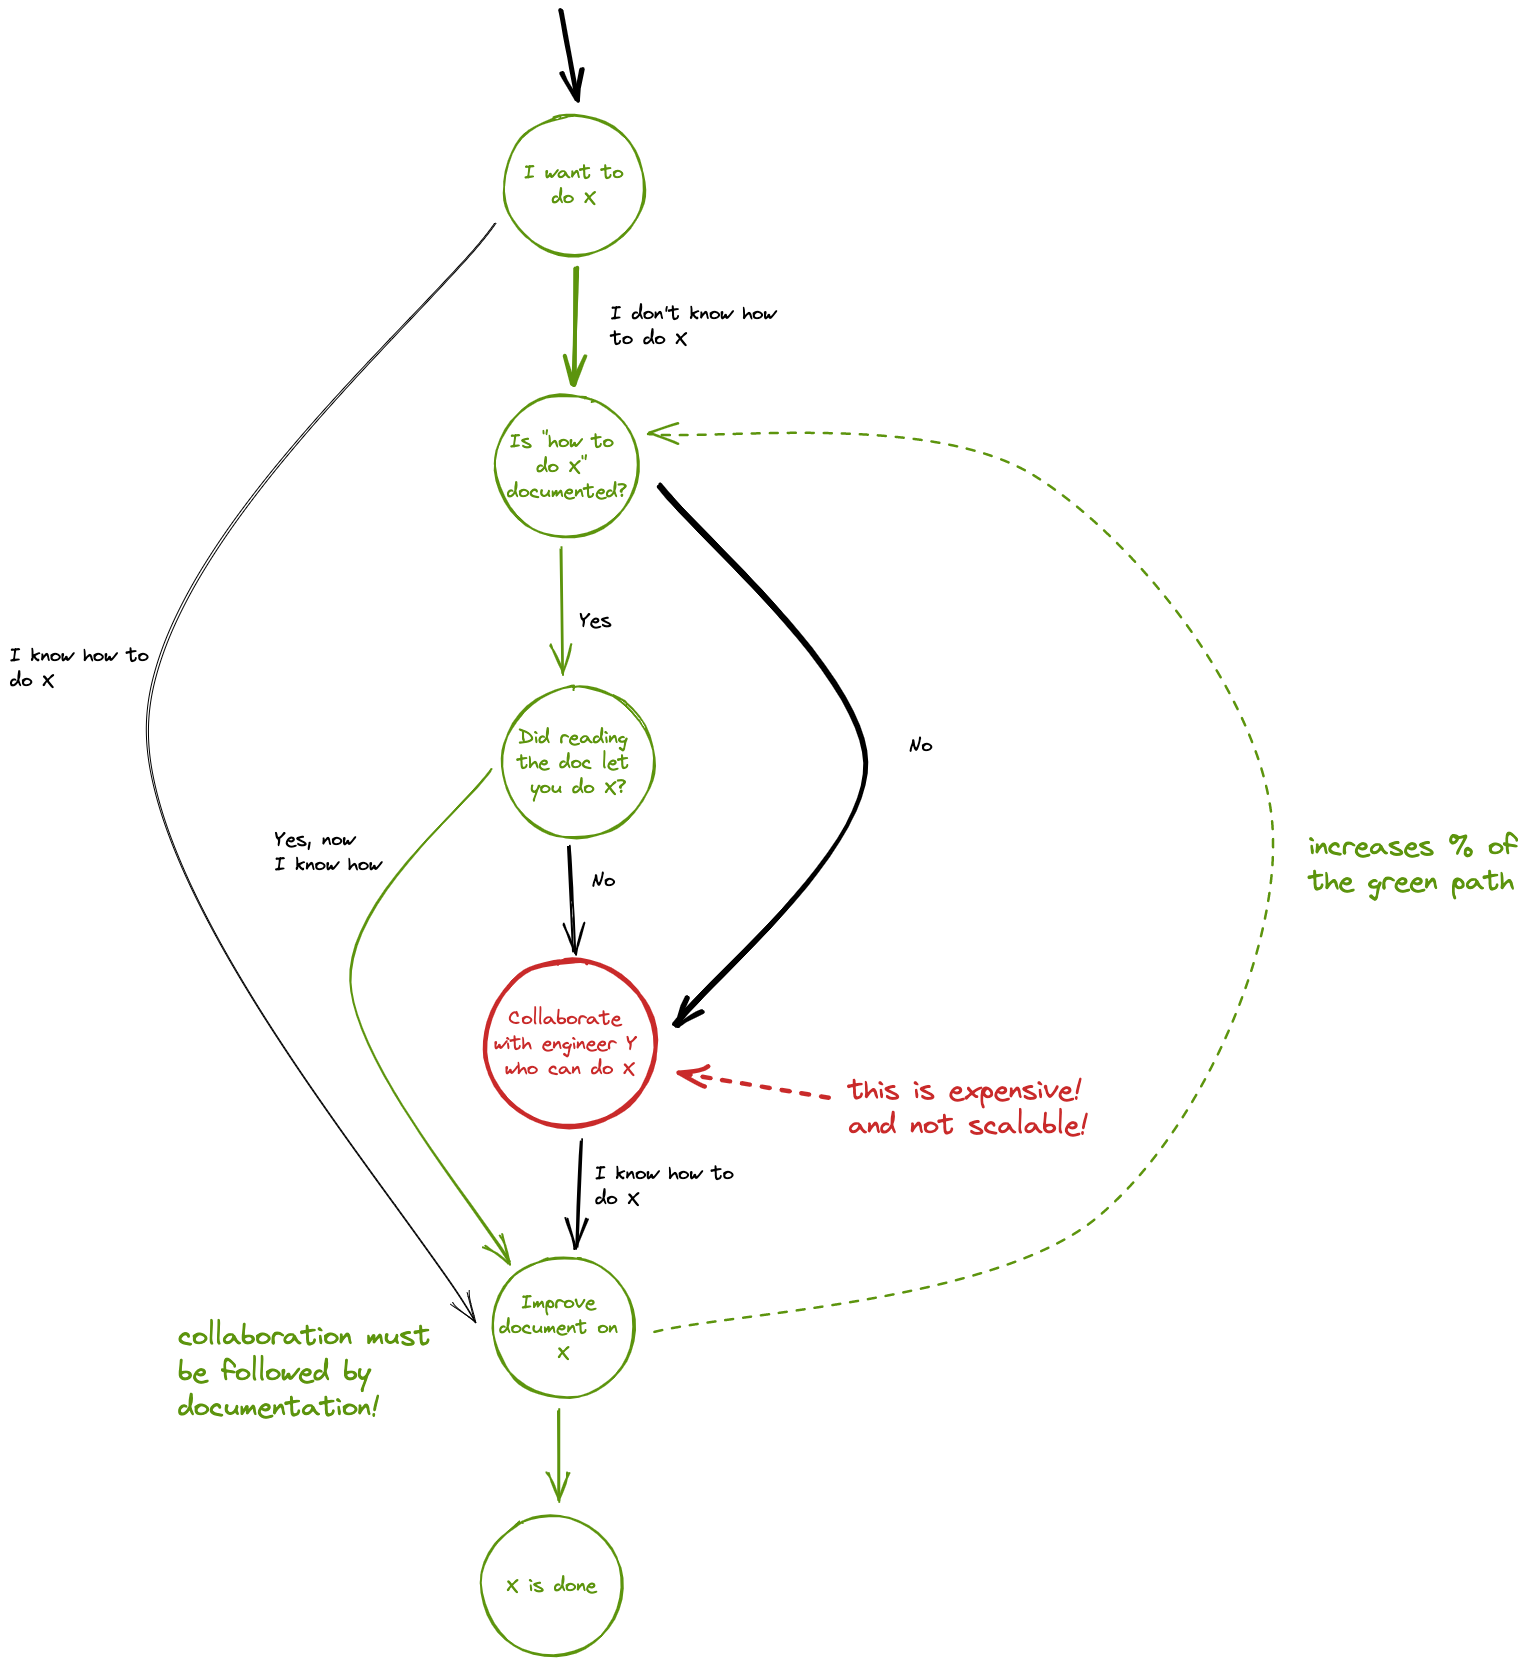 I want to
do X
I don't know how
to do X
Is "how to
do X"
documented?
Yes
I know how to
do X
Did reading
the doc let
you do X?
No
Yes, now
I know how
No
increases % of
the green path
Collaborate
with engineer Y
who can do X
this is expensive!
and not scalable!
I know how to
do X
Improve
document on
X
collaboration must
be followed by
documentation!
X is done